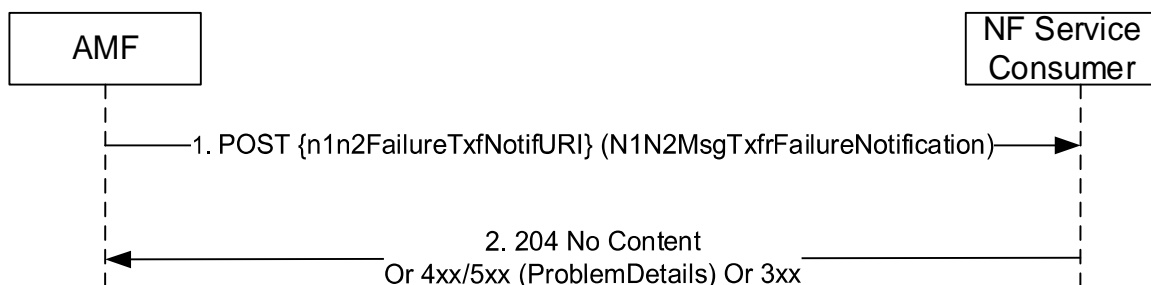 AMF
NF Service
Consumer
1. POST {n1n2FailureTxfNotifURI} (N1N2MsgTxfrFailureNotification)
2. 204 No Content
Or 4xx/5xx (ProblemDetails) Or 3xx